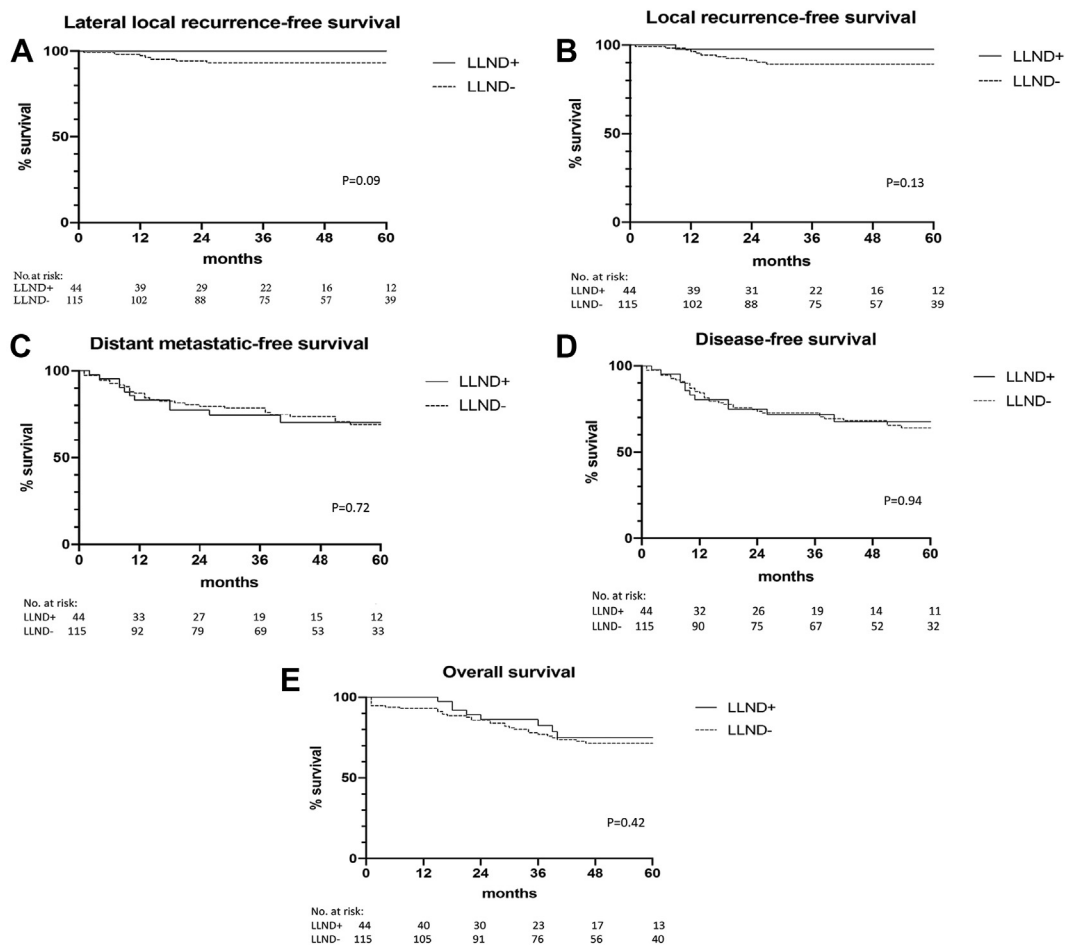 A
Lateral local recurrence-free survival
LLND+
LLND-
% survival
100
50
0
P=0.09
0 12 24 36 48 60
months
No. at risk:
LLND+ 44 39 29 22 16 12
LLND- 115 102 88 75 57 39
B
Local recurrence-free survival
LLND+
LLND-
% survival
100
50
0
P=0.13
0 12 24 36 48 60
months
No. at risk:
LLND+ 44 39 31 22 16 12
LLND- 115 102 88 75 57 39
C
Distant metastatic-free survival
LLND+
LLND-
% survival
100
50
0
P=0.72
0 12 24 36 48 60
months
No. at risk:
LLND+ 44 33 27 19 15 12
LLND- 115 92 79 69 53 33
D
Disease-free survival
LLND+
LLND-
% suvival
100
50
0
P=0.94
0 12 24 36 48 60
months
No. at risk:
LLND+ 44 32 26 19 14 11
LLND- 115 90 75 67 52 32
E
Overall survival
LLND+
LLND-
% survival
100
50
0
P=0.42
0 12 24 36 48 60
months
No. at risk:
LLND+ 44 40 30 23 17 13
LLND- 115 105 91 76 56 40